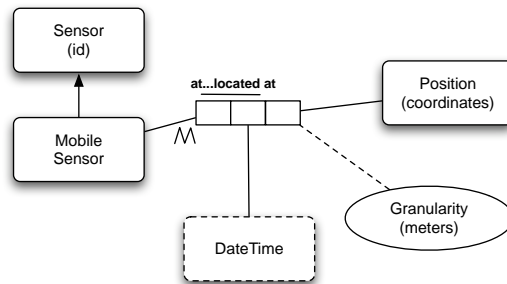 Sensor
(id)
at...located at
Position
(coordinates)
Mobile
Sensor
Granularity
(meters)
DateTime